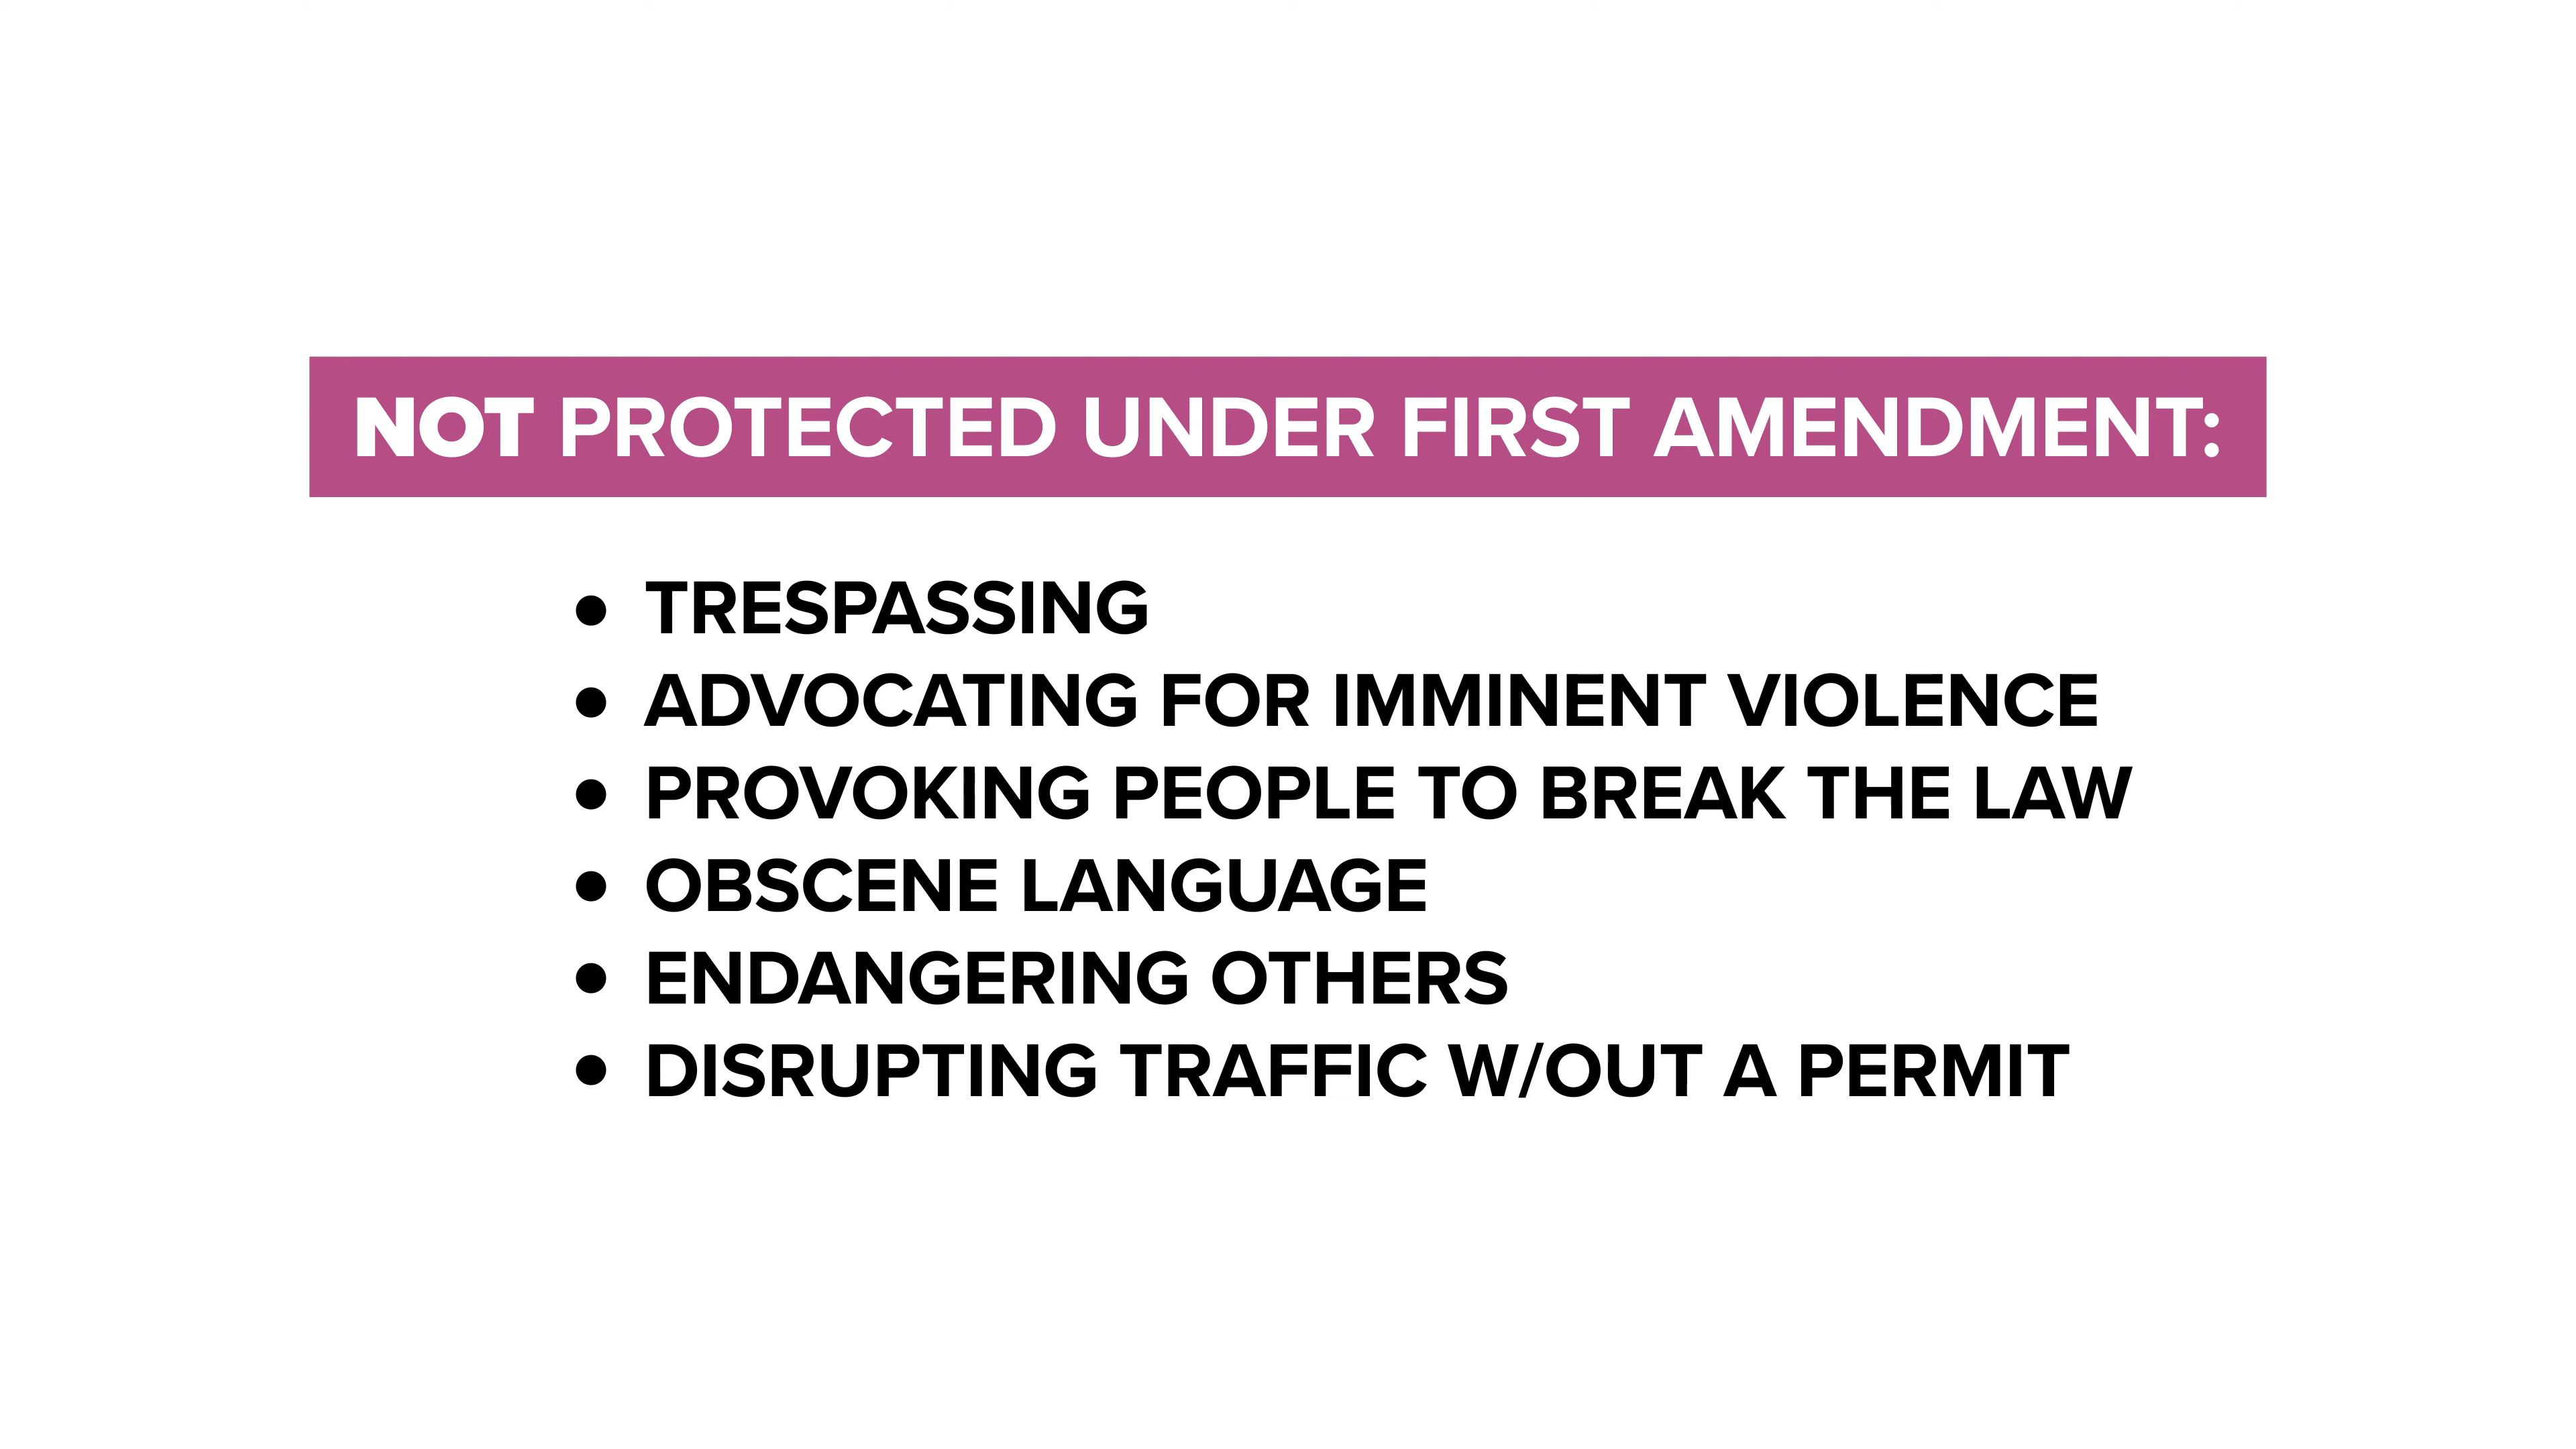 NOT PROTECTED UNDER FIRST AMENDMENT:
• TRESPASSING
• ADVOCATING FOR IMMINENT VIOLENCE
• PROVOKING PEOPLE TO BREAK THE LAW
• OBSCENE LANGUAGE
• ENDANGERING OTHERS
• DISRUPTING TRAFFIC W/OUT A PERMIT